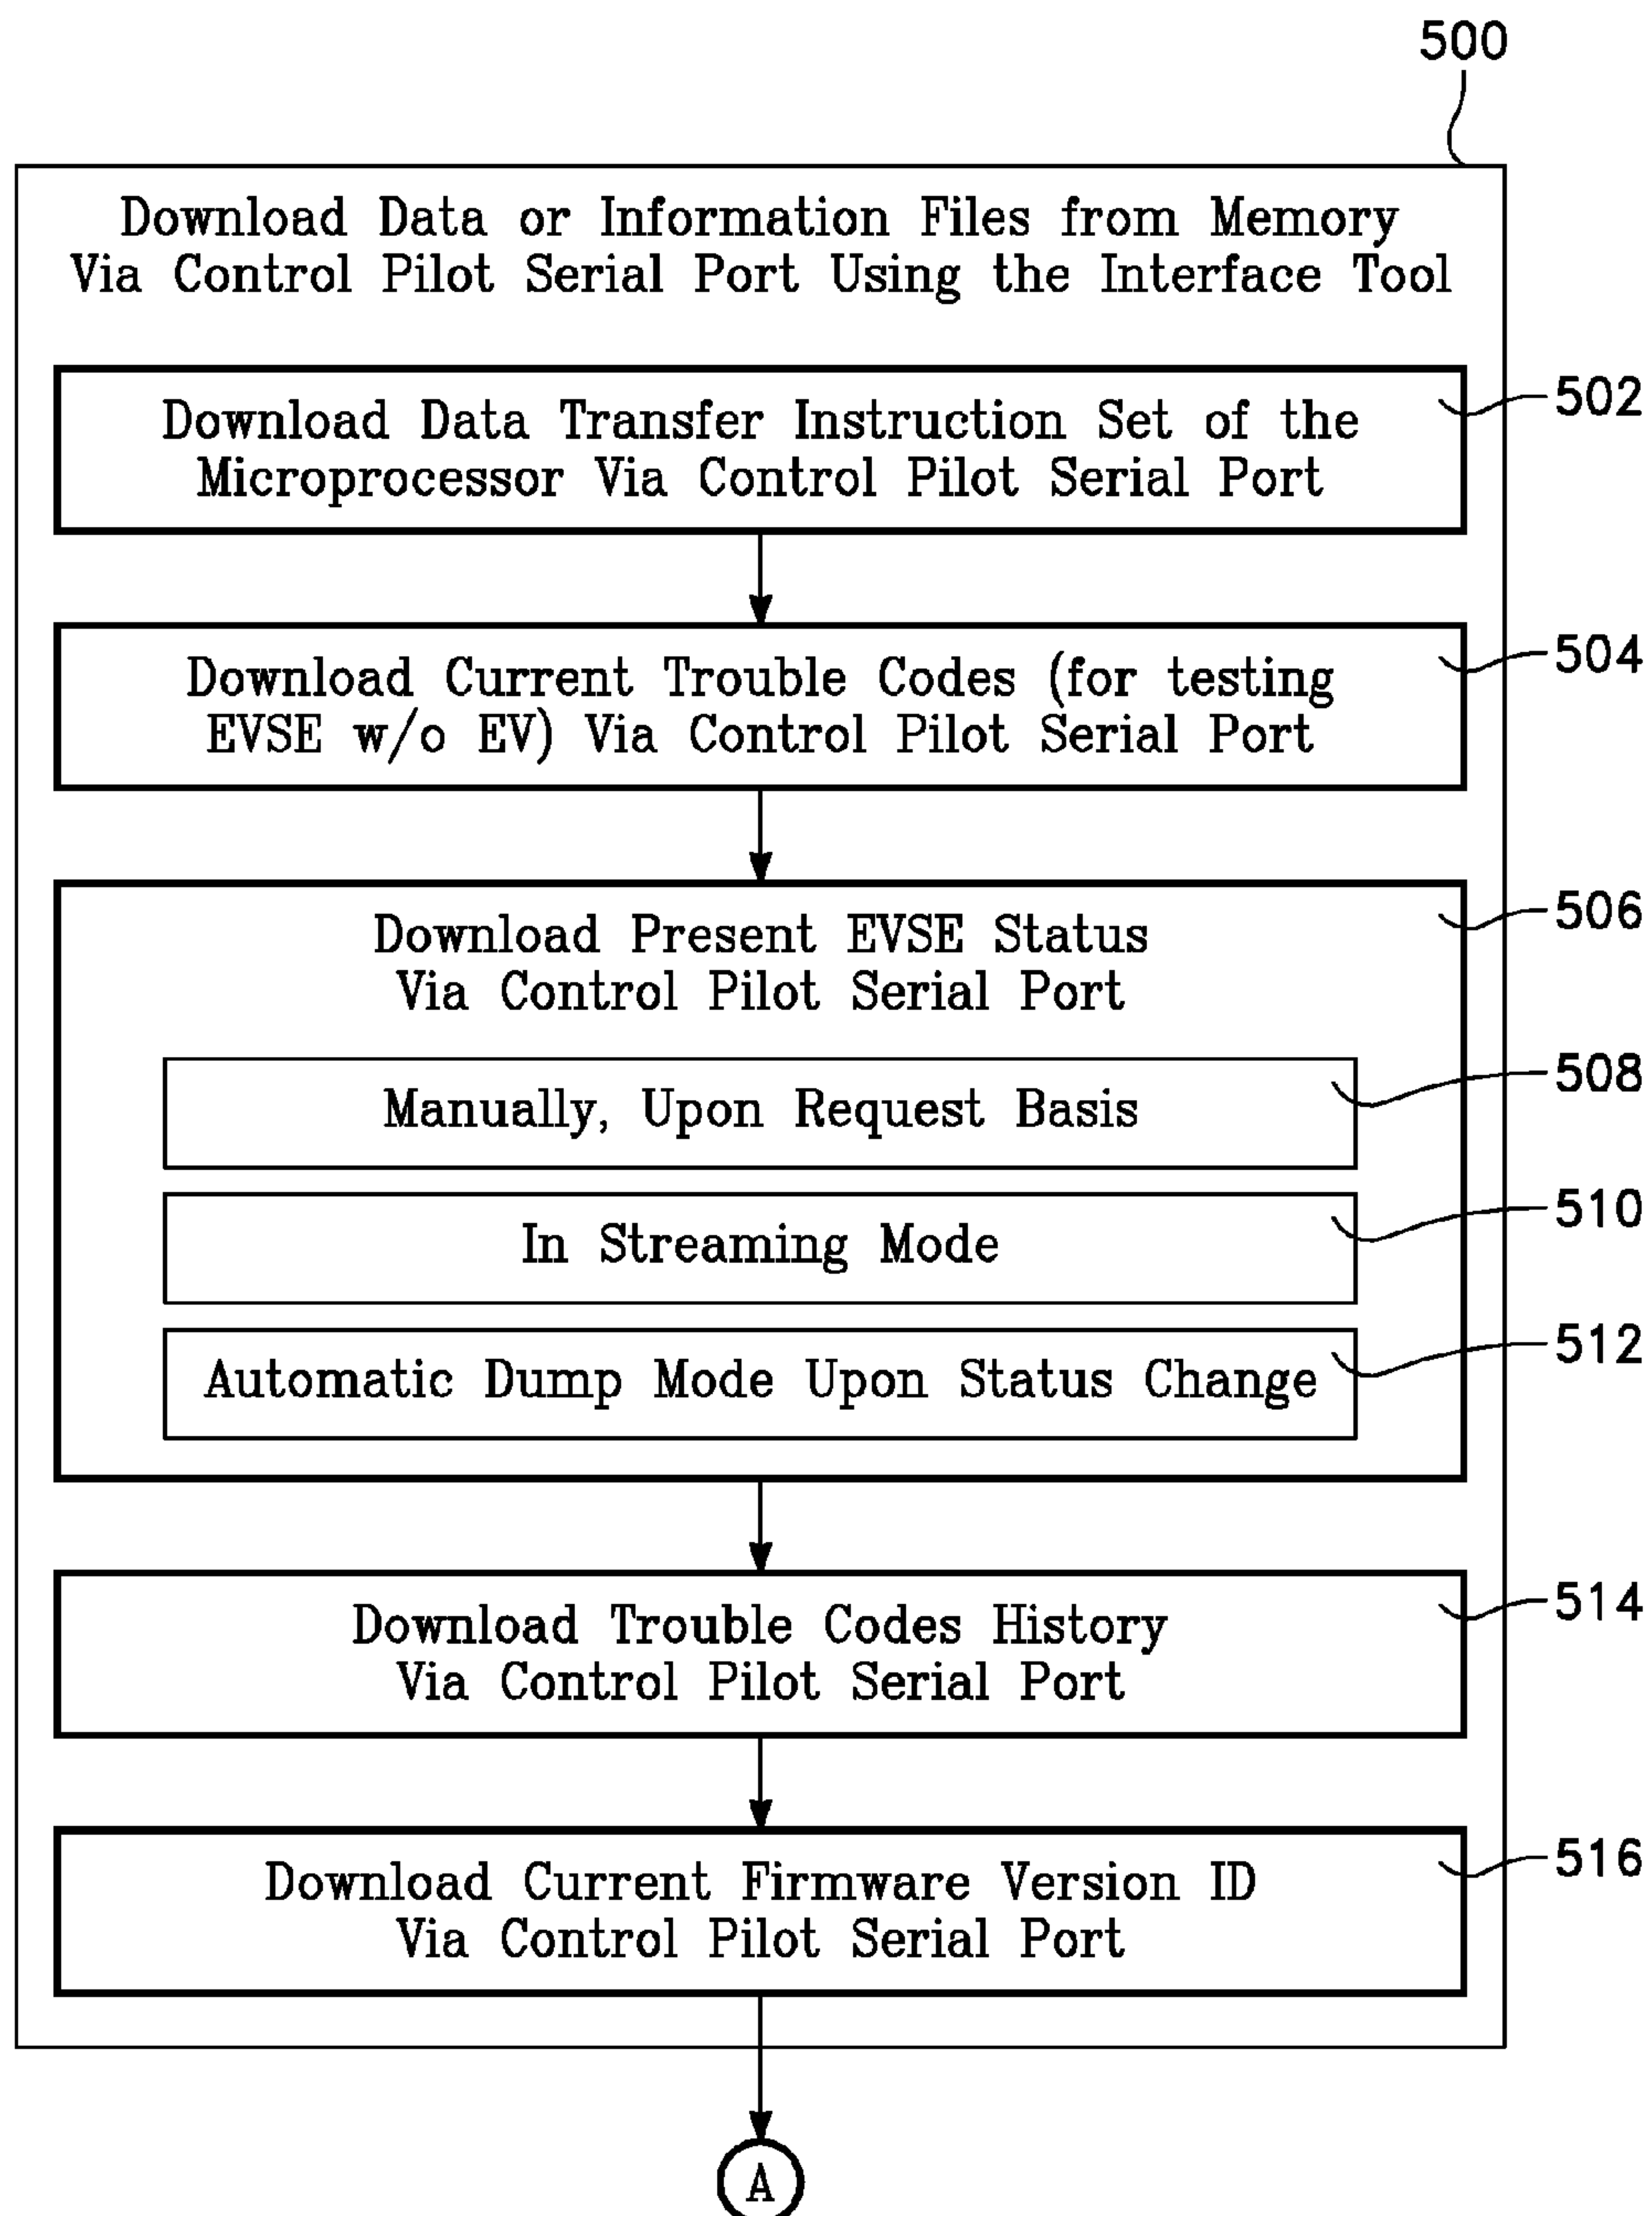 500
Download Data or Information Files from Memory
Via Control Pilot Serial Port Using the Interface Tool
502
Download Data Transfer Instruction Set of the
Microprocessor Via Control Pilot Serial Port
504
Download Current Trouble Codes (for testing
EVSE w/o EV) Via Control Pilot Serial Port
506
Download Present EVSE Status
Via Control Pilot Serial Port
508
Manually, Upon Request Basis
510
In Streaming Mode
512
Automatic Dump Mode Upon Status Change
514
Download Trouble Codes History
Via Control Pilot Serial Port
516
Download Current Firmware Version ID
Via Control Pilot Serial Port
A